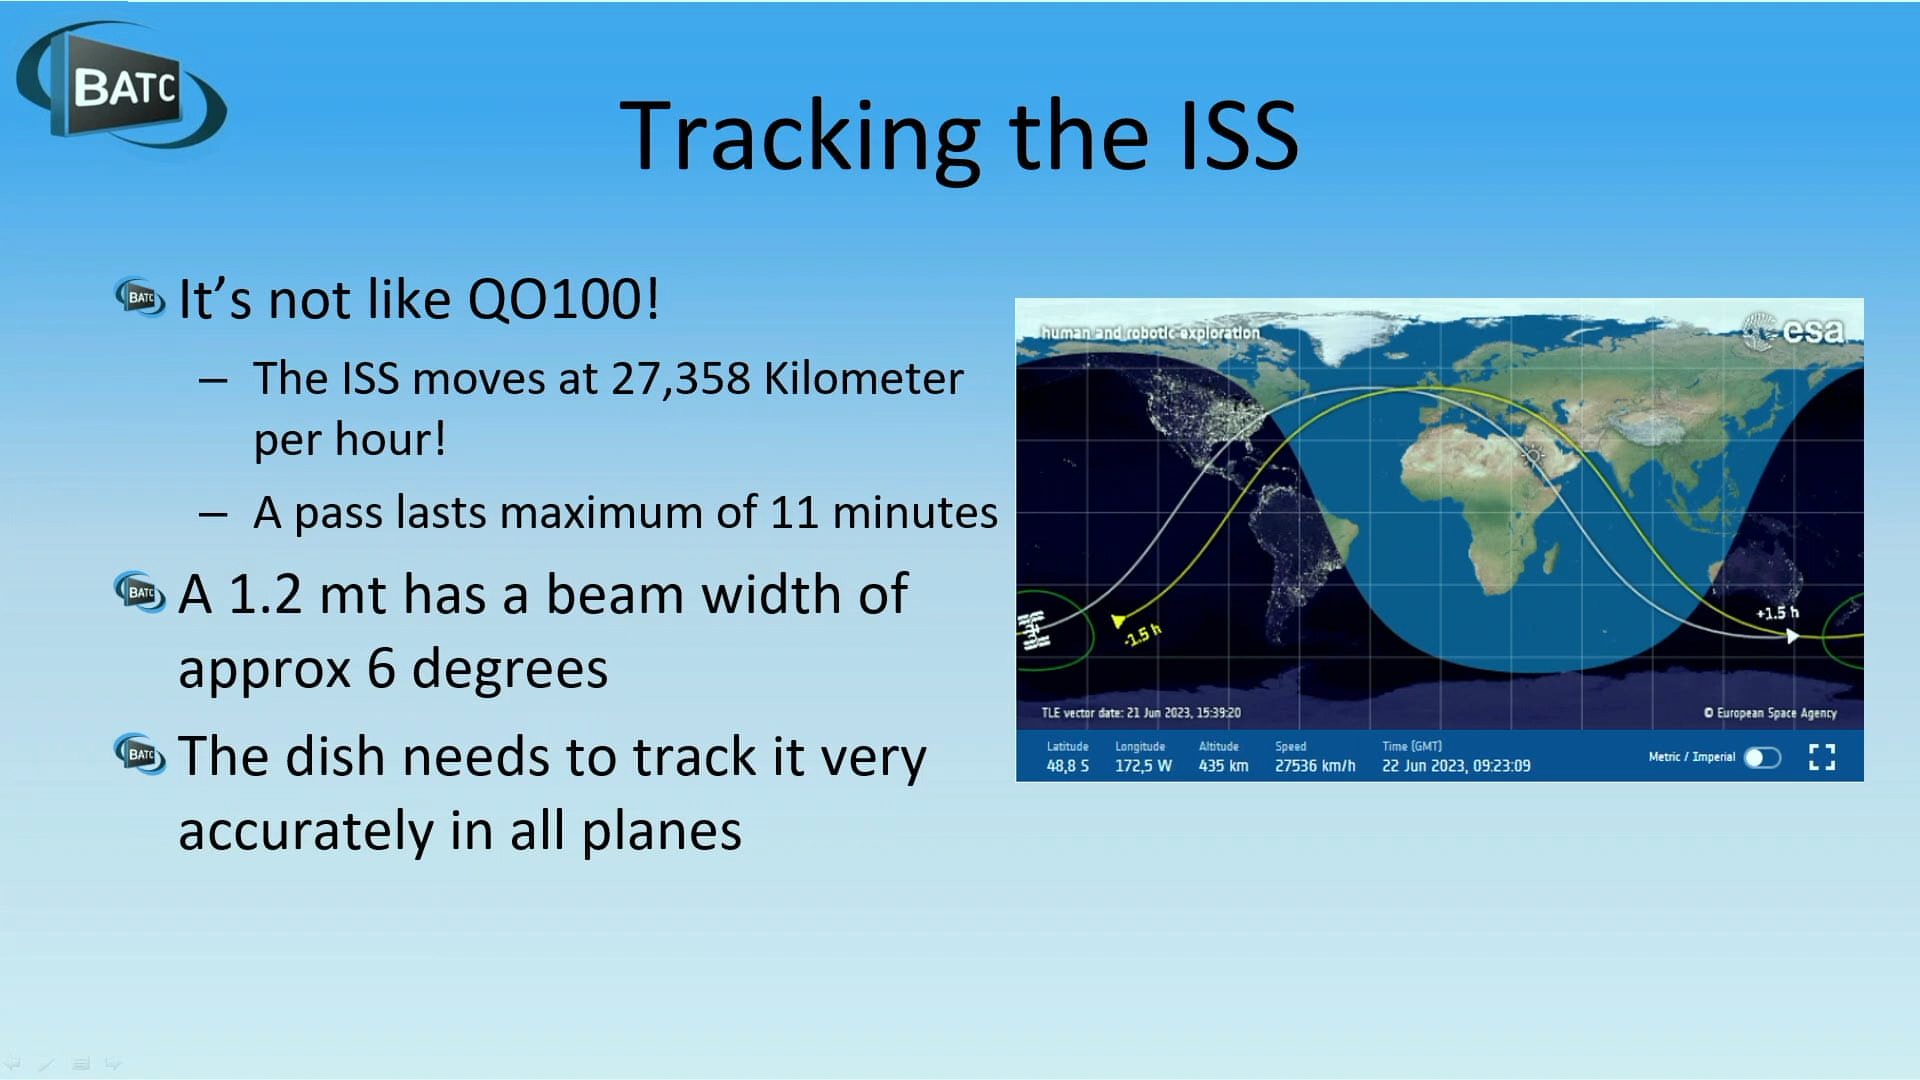 BATC
Tracking the ISS
BATC It’s not like QO100!
– The ISS moves at 27,358 Kilometer
per hour!
– A pass lasts maximum of 11 minutes
BATC A 1.2 mt has a beam width of
approx 6 degrees
BATC The dish needs to track it very
accurately in all planes
human and robotic exploration
esa
-1.5 h
+1.5 h
TLE vector date: 21 Jun 2023, 15:39:20
© European Space Agency
Latitude Longitude Altitude Speed Time (GMT)
48,8 S 172,5 W 435 km 27536 km/h 22 Jun 2023, 09:23:09
Metric / Imperial